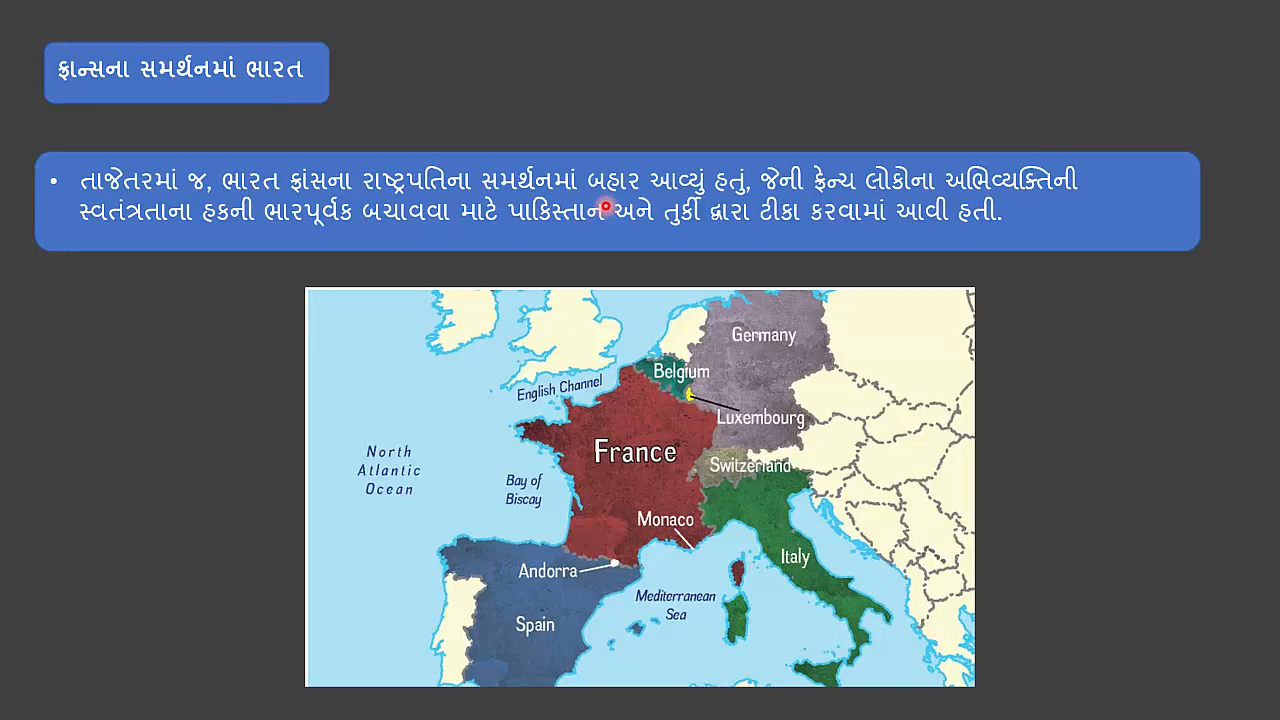 ફ્રાન્સના સમર્થનમાં ભારત
• તાજેતરમાં જ, ભારત ફ્રાંસના રાષ્ટ્રપતિના સમર્થનમાં બહાર આવ્યું હતું, જેની ફ્રેન્ચ લોકોના અભિવ્યક્તિની
સ્વતંત્રતાના હકની ભારપૂર્વક બચાવવા માટે પાકિસ્તાન અને તુર્કી દ્વારા ટીકા કરવામાં આવી હતી.
Germany
Belgium
English Channel
Luxembourg
France
North
Atlantic
Ocean
Switzerland
Bay of
Biscay
Monaco
Italy
Andorra
Mediterranean
Sea
Spain